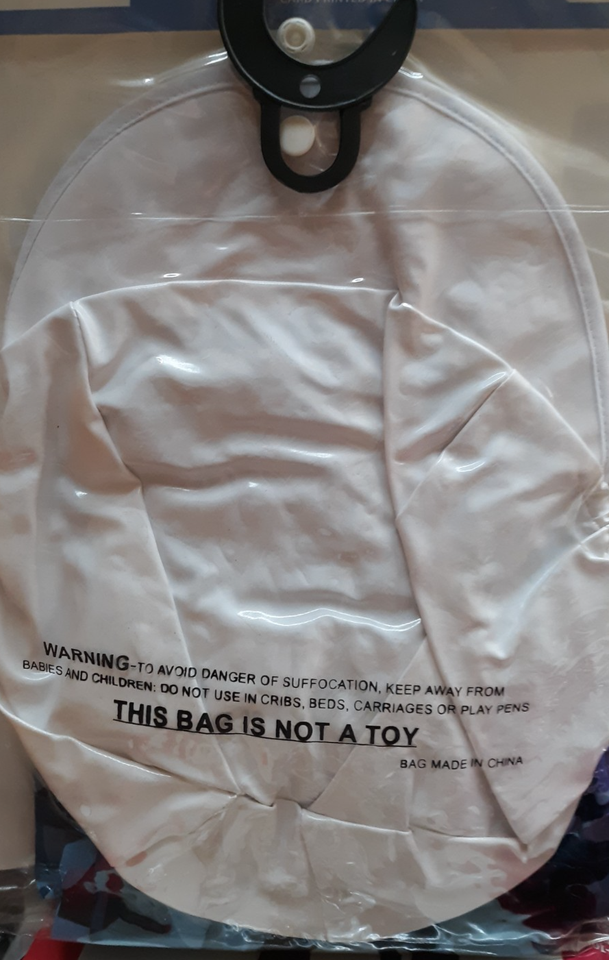 WARNING-TO AVOID DANGER OF SUFFOCATION, KEEP AWAY FROM
BABIES AND CHILDREN: DO NOT USE IN CRIBS, BEDS, CARRIAGES OR PLAY PENS
THIS BAG IS NOT A TOY
BAG MADE IN CHINA